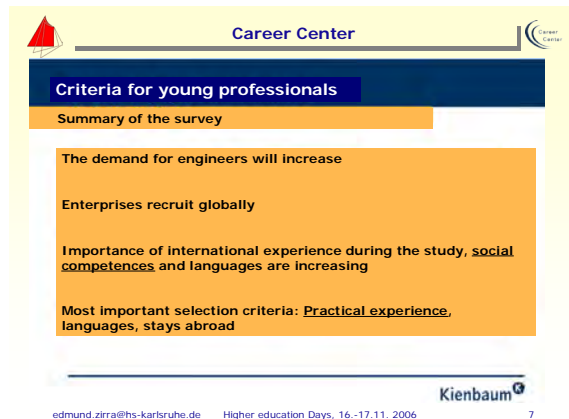 Career Center
Career
Center
Criteria for young professionals
Summary of the survey
The demand for engineers will increase
Enterprises recruit globally
Importance of international experience during the study, social
competences and languages are increasing
Most important selection criteria: Practical experience,
languages, stays abroad
Kienbaum
edmund.zirra@hs-karlsruhe.de Higher education Days, 16.-17.11. 2006 7